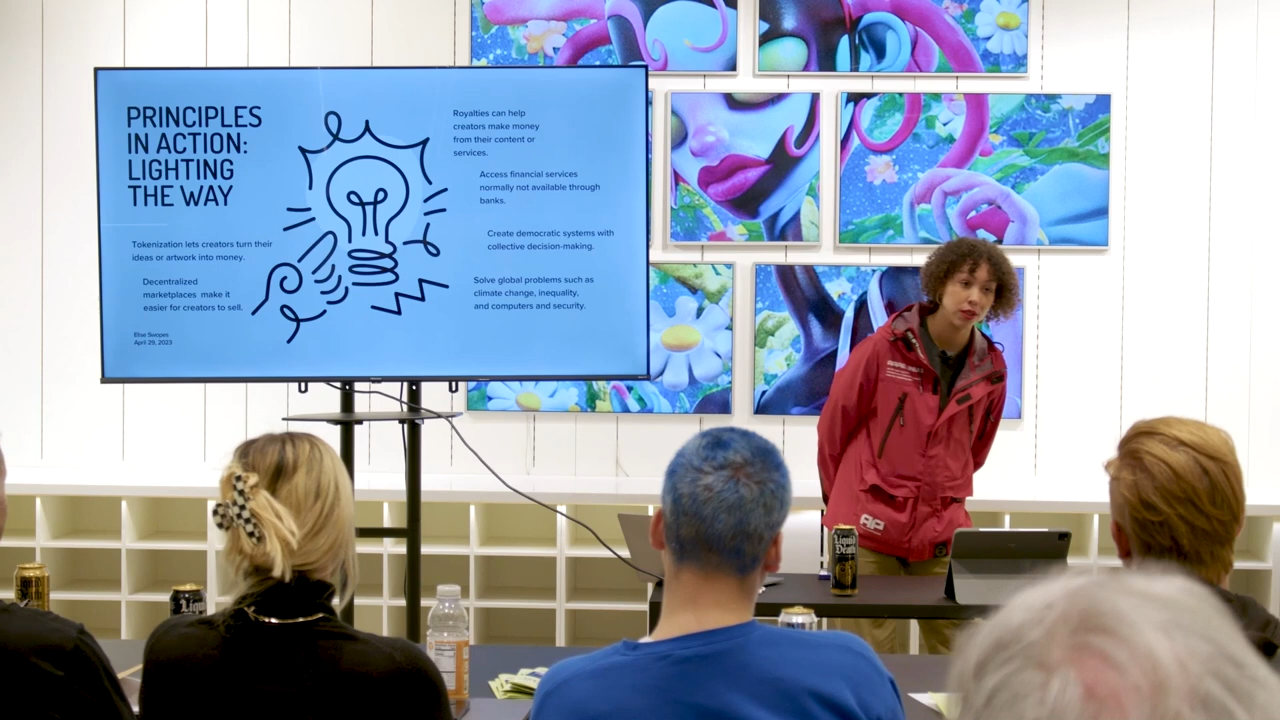 PRINCIPLES
IN ACTION:
LIGHTING
THE WAY
Tokenization lets creators turn their
ideas or artwork into money.
Decentralized
marketplaces make it
easier for creators to sell.
Elise Swopes
April 29, 2023
Royalties can help
creators make money
from their content or
services.
Access financial services
normally not available through
banks.
Create democratic systems with
collective decision-making.
Solve global problems such as
climate change, inequality,
and computers and security.
AP
Liquid
Death
Liquid